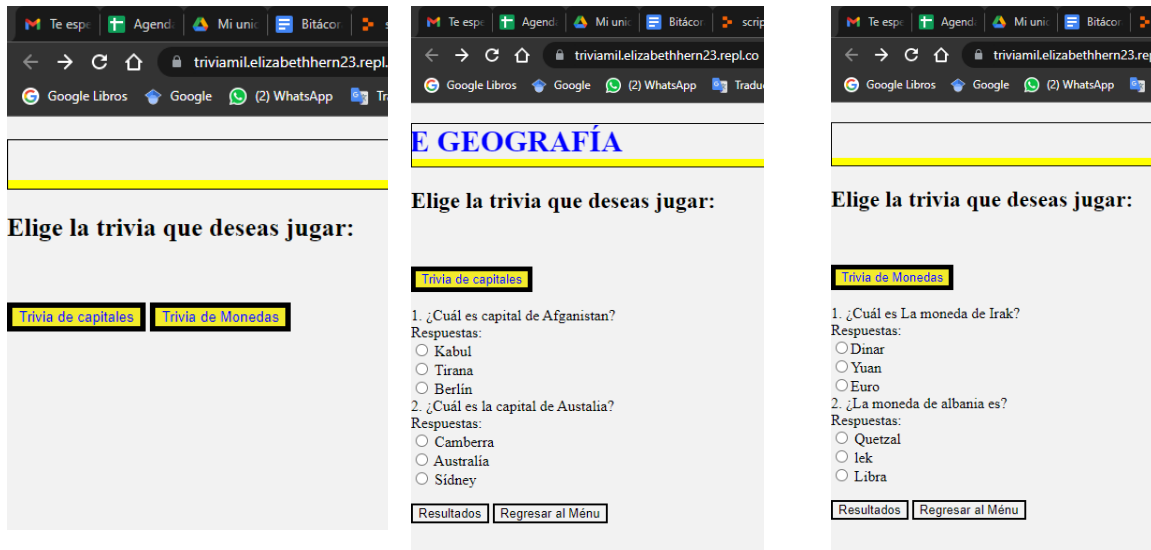 Te espe Agend Mi unic Bitácor
triviamil.elizabethhern23.repl.
Google Libros Google (2) WhatsApp Tr
Elige la trivia que deseas jugar:
Trivia de capitales Trivia de Monedas
Te espe Agend Mi unic Bitácor scrip
triviamil.elizabethhern23.repl.co
Google Libros Google (2) WhatsApp Tradu
E GEOGRAFÍA
Elige la trivia que deseas jugar:
Trivia de capitales
1. ¿Cuál es capital de Afganistan?
Respuestas:
Kabul
Tirana
Berlín
2. ¿Cuál es la capital de Austalia?
Respuestas:
Camberra
Australía
Sídney
Resultados Regresar al Ménu
Te espe Agend Mi unic Bitácor
triviamil.elizabethhern23.rep
Google Libros Google (2) WhatsApp
Elige la trivia que deseas jugar:
Trivia de Monedas
1. ¿Cuál es La moneda de Irak?
Respuestas:
Dinar
Yuan
Euro
2. ¿La moneda de albania es?
Respuestas:
Quetzal
lek
Libra
Resultados Regresar al Ménu